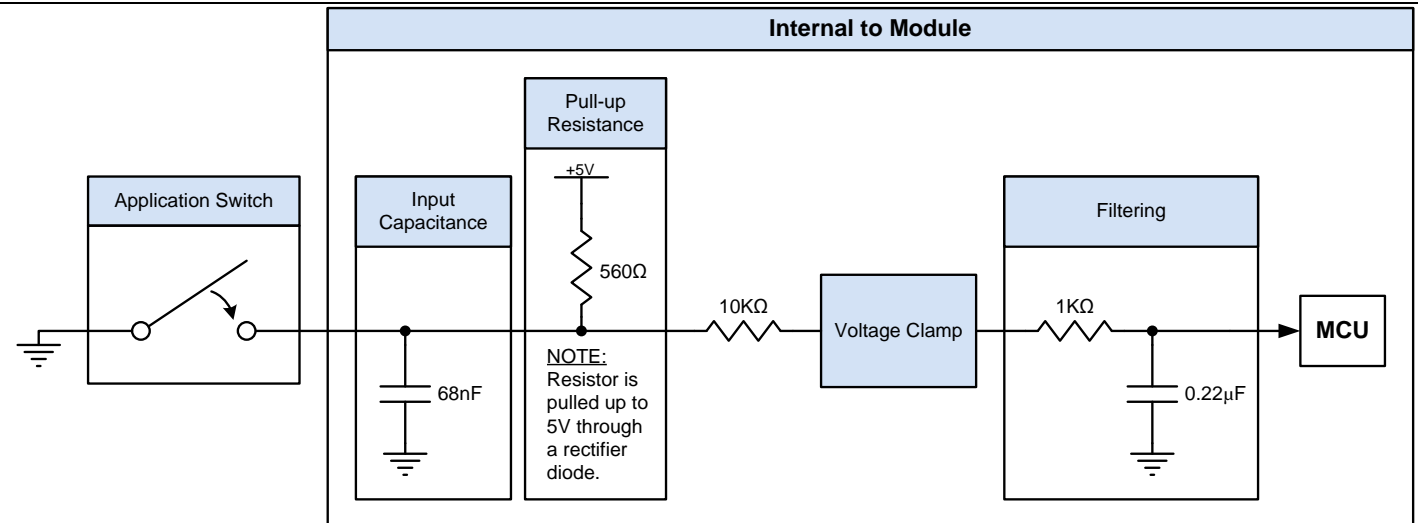 Internal to Module
Pull-up
Resistance
+5V
560Ω
NOTE:
Resistor is
pulled up to
5V through
a rectifier
diode.
Application Switch
Input
Capacitance
68nF
10KΩ
Voltage Clamp
Filtering
1KΩ
0.22µF
MCU